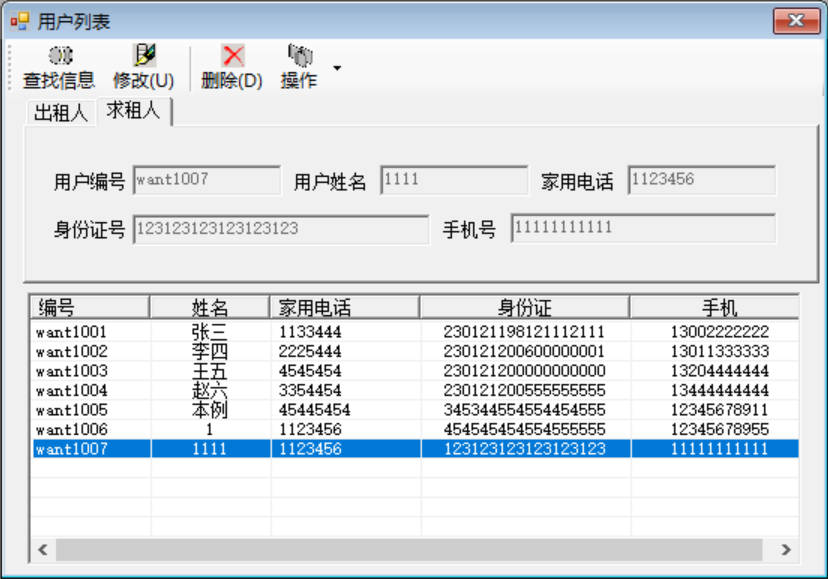 用户列表
查找信息 修改(U) 删除(D) 操作
出租人 求租人
用户编号 want1007 用户姓名 1111 家用电话 1123456
身份证号 123123123123123123 手机号 11111111111
编号 姓名 家用电话 身份证 手机
want1001 张三 1133444 230121198121112111 13002222222
want1002 李四 2225444 230121200600000001 13011333333
want1003 王五 4545454 230121200000000000 13204444444
want1004 赵六 3354454 230121200555555555 13444444444
want1005 本例 45445454 345344554554454555 12345678911
want1006 1 1123456 454545454554555555 12345678955
want1007 1111 1123456 123123123123123123 11111111111